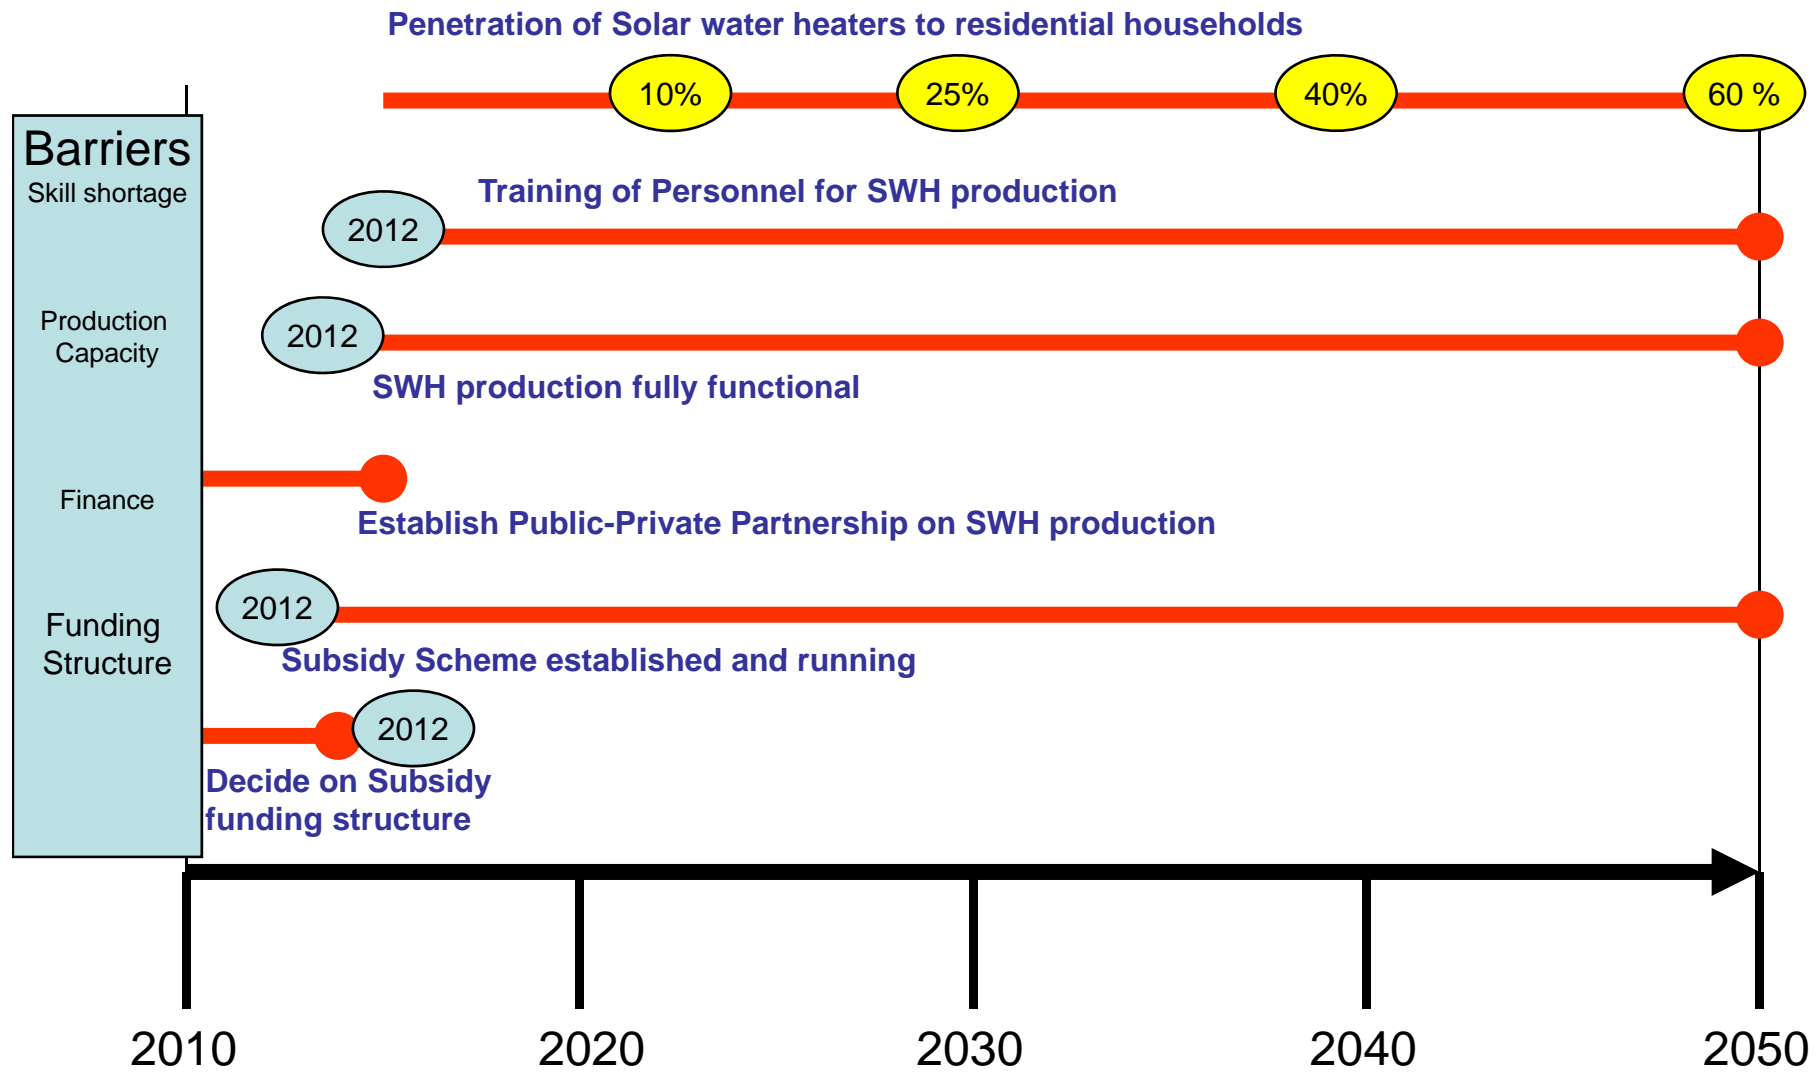 Penetration of Solar water heaters to residential households
10%
25%
40%
60 %
Barriers
Skill shortage
Training of Personnel for SWH production
2012
Production
Capacity
2012
SWH production fully functional
Finance
Establish Public-Private Partnership on SWH production
Funding
Structure
2012
Subsidy Scheme established and running
2012
Decide on Subsidy
funding structure
2010
2020
2030
2040
2050